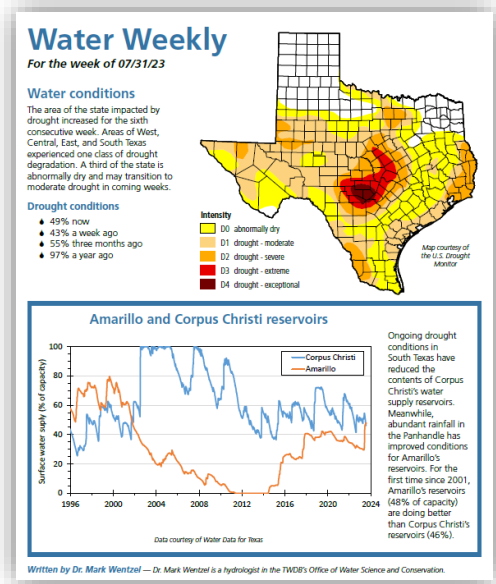 Water Weekly
For the week of 07/31/23
Water conditions
The area of the state impacted by
drought increased for the sixth
consecutive week. Areas of West,
Central, East, and South Texas
experienced one class of drought
degradation. A third of the state is
abnormally dry and may transition to
moderate drought in coming weeks.
Drought conditions
49% now
43% a week ago
55% three months ago
97% a year ago
Intensity
D0 abnormally dry
D1 drought - moderate
D2 drought - severe
D3 drought - extreme
D4 drought - exceptional
Map courtesy of
the U.S. Drought
Monitor
Amarillo and Corpus Christi reservoirs
Surface water suply (% of capacity)
100
80
60
40
20
0
1996 2000 2004 2008 2012 2016 2020 2024
Corpus Christi
Amarillo
Data courtesy of Water Data for Texas
Ongoing drought
conditions in
South Texas have
reduced the
contents of Corpus
Christi's water
supply reservoirs.
Meanwhile,
abundant rainfall in
the Panhandle has
improved conditions
for Amarillo's
reservoirs. For the
first time since 2001,
Amarillo's reservoirs
(48% of capacity)
are doing better
than Corpus Christi's
reservoirs (46%).
Written by Dr. Mark Wentzel — Dr. Mark Wentzel is a hydrologist in the TWDB's Office of Water Science and Conservation.